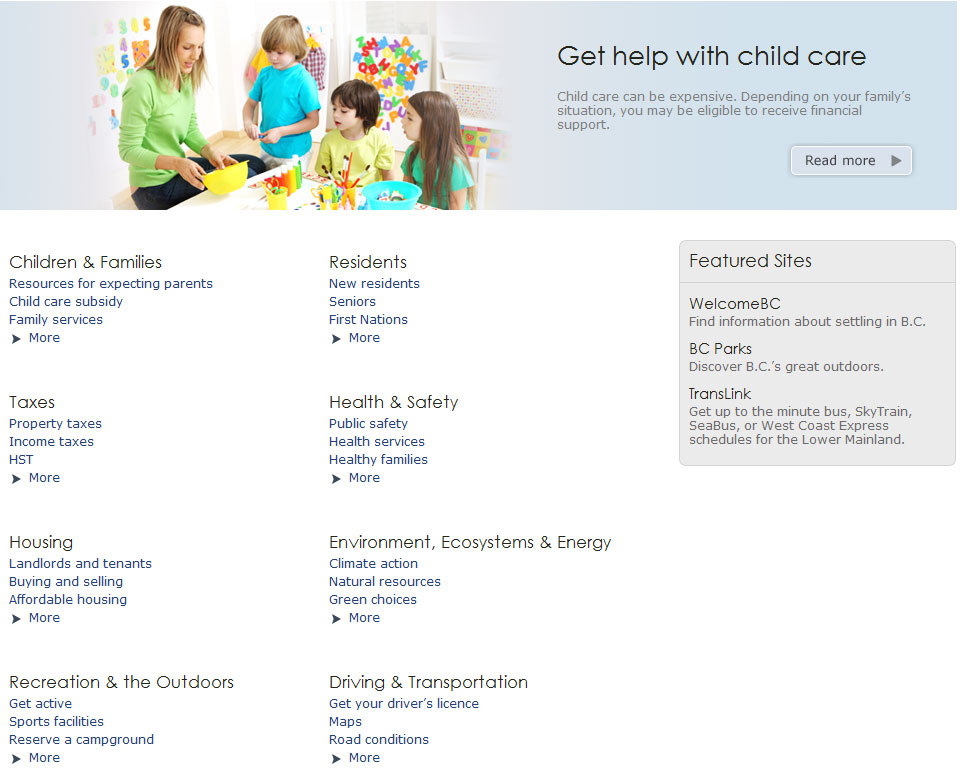 Get help with child care
Child care can be expensive. Depending on your family's
situation, you may be eligible to receive financial
support.
Read more
Children & Families
Resources for expecting parents
Child care subsidy
Family services
More
Residents
New residents
Seniors
First Nations
More
Taxes
Property taxes
Income taxes
HST
More
Health & Safety
Public safety
Health services
Healthy families
More
Housing
Landlords and tenants
Buying and selling
Affordable housing
More
Environment, Ecosystems & Energy
Climate action
Natural resources
Green choices
More
Recreation & the Outdoors
Get active
Sports facilities
Reserve a campground
More
Driving & Transportation
Get your driver's licence
Maps
Road conditions
More
Featured Sites
WelcomeBC
Find information about settling in B.C.
BC Parks
Discover B.C.'s great outdoors.
TransLink
Get up to the minute bus, SkyTrain,
SeaBus, or West Coast Express
schedules for the Lower Mainland.